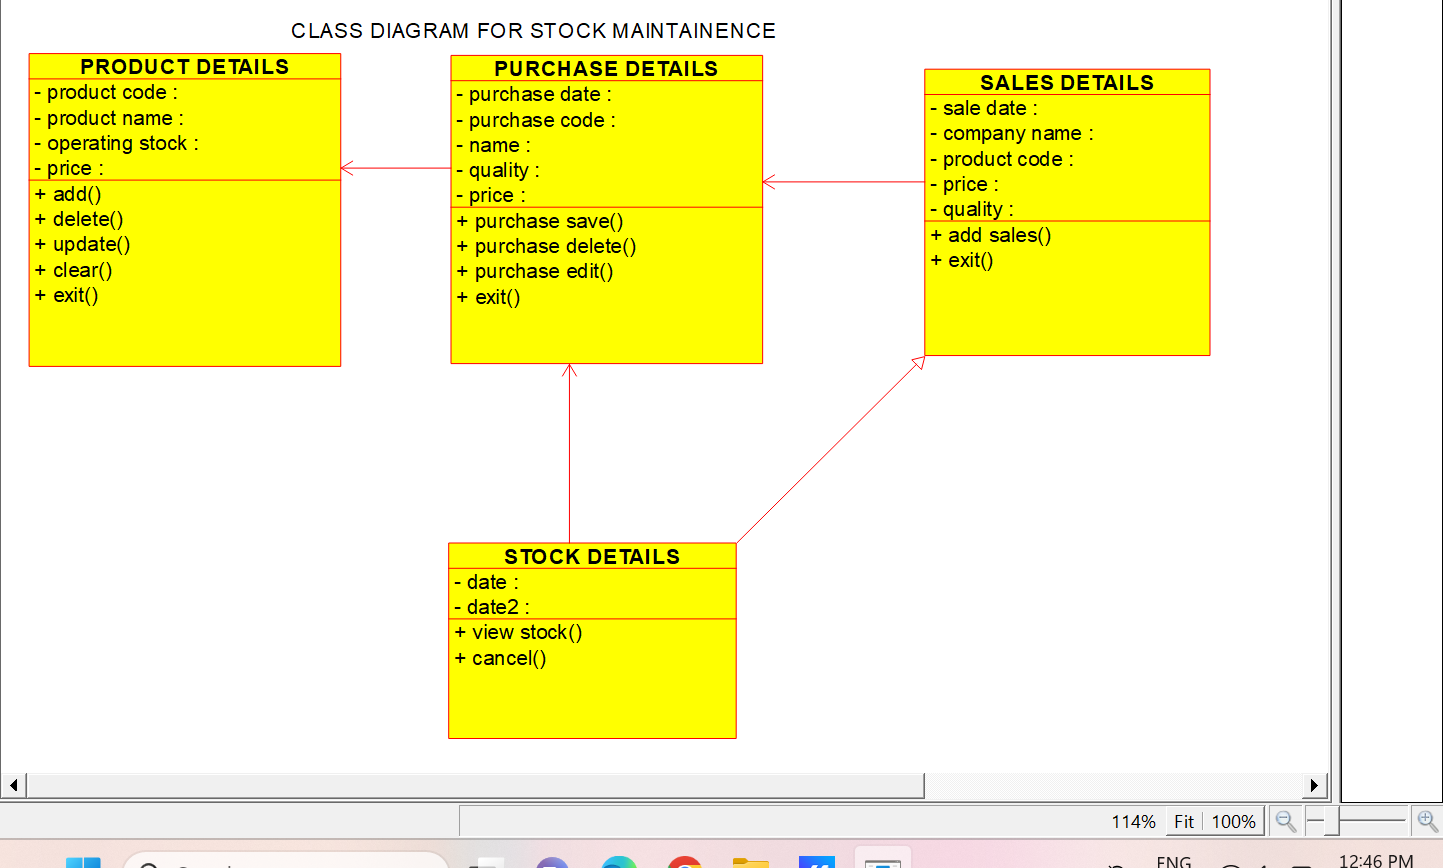 CLASS DIAGRAM FOR STOCK MAINTAINENCE
PRODUCT DETAILS
- product code :
- product name :
- operating stock :
- price :
+ add()
+ delete()
+ update()
+ clear()
+ exit()
PURCHASE DETAILS
- purchase date :
- purchase code :
- name :
- quality :
- price :
+ purchase save()
+ purchase delete()
+ purchase edit()
+ exit()
SALES DETAILS
- sale date :
- company name :
- product code :
- price :
- quality :
+ add sales()
+ exit()
STOCK DETAILS
- date :
- date2 :
+ view stock()
+ cancel()
114% Fit 100%
ENG
12:46 PM